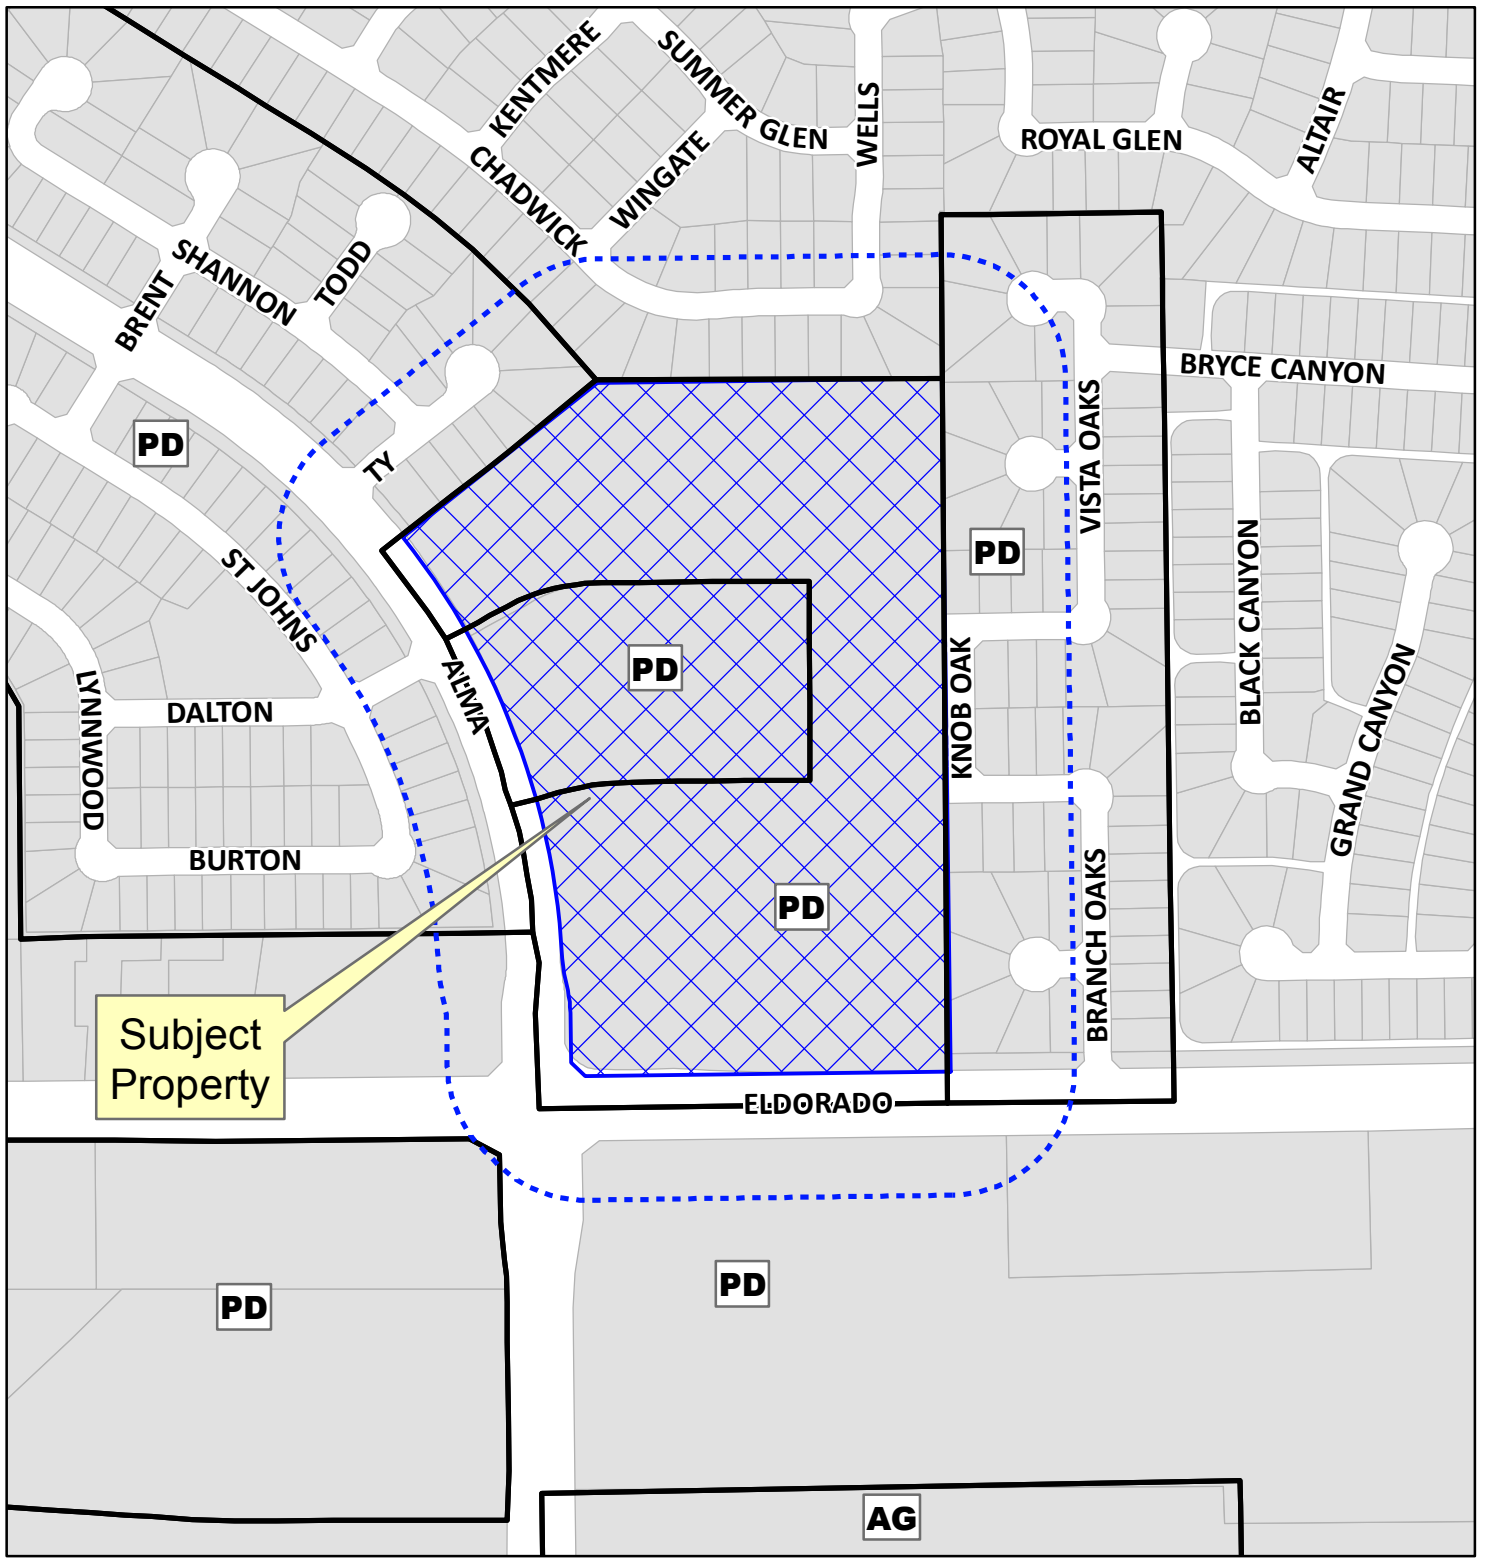 KENTMERE
SUMMER GLEN
WELLS
ROYAL GLEN
ALTAIR
CHADWICK
WINGATE
SHANNON
TODD
BRENT
BRYCE CANYON
VISTA OAKS
PD
TY
PD
ST JOHNS
BLACK CANYON
PD
KNOB OAK
ALMA
GRAND CANYON
LYNNWOOD
DALTON
BURTON
PD
BRANCH OAKS
Subject
Property
ELDORADO
PD
PD
AG